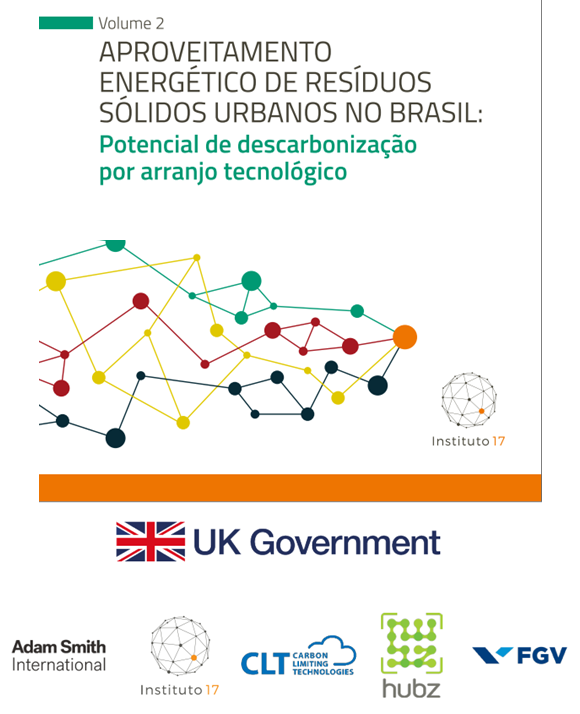 Volume 2
APROVEITAMENTO
ENERGÉTICO DE RESÍDUOS
SÓLIDOS URBANOS NO BRASIL:
Potencial de descarbonização
por arranjo tecnológico
Instituto 17
UK Government
Adam Smith
International
Instituto 17
CLT CARBON
LIMITING
TECHNOLOGIES
hubz
FGV